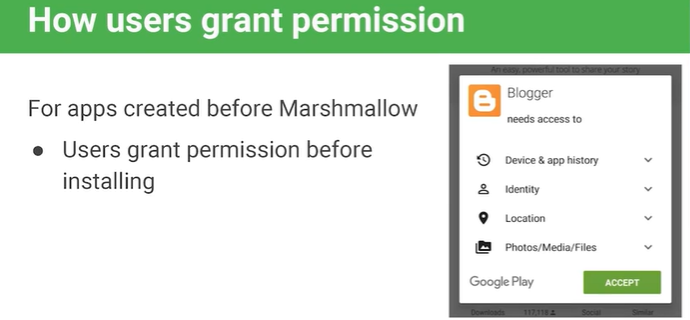 How users grant permission
An easy, powerful tool to share your story.
For apps created before Marshmallow
● Users grant permission before
installing
Blogger
needs access to
Device & app history
Identity
Location
Photos/Media/Files
Google Play
ACCEPT
Downloads 117,118 Social Similar